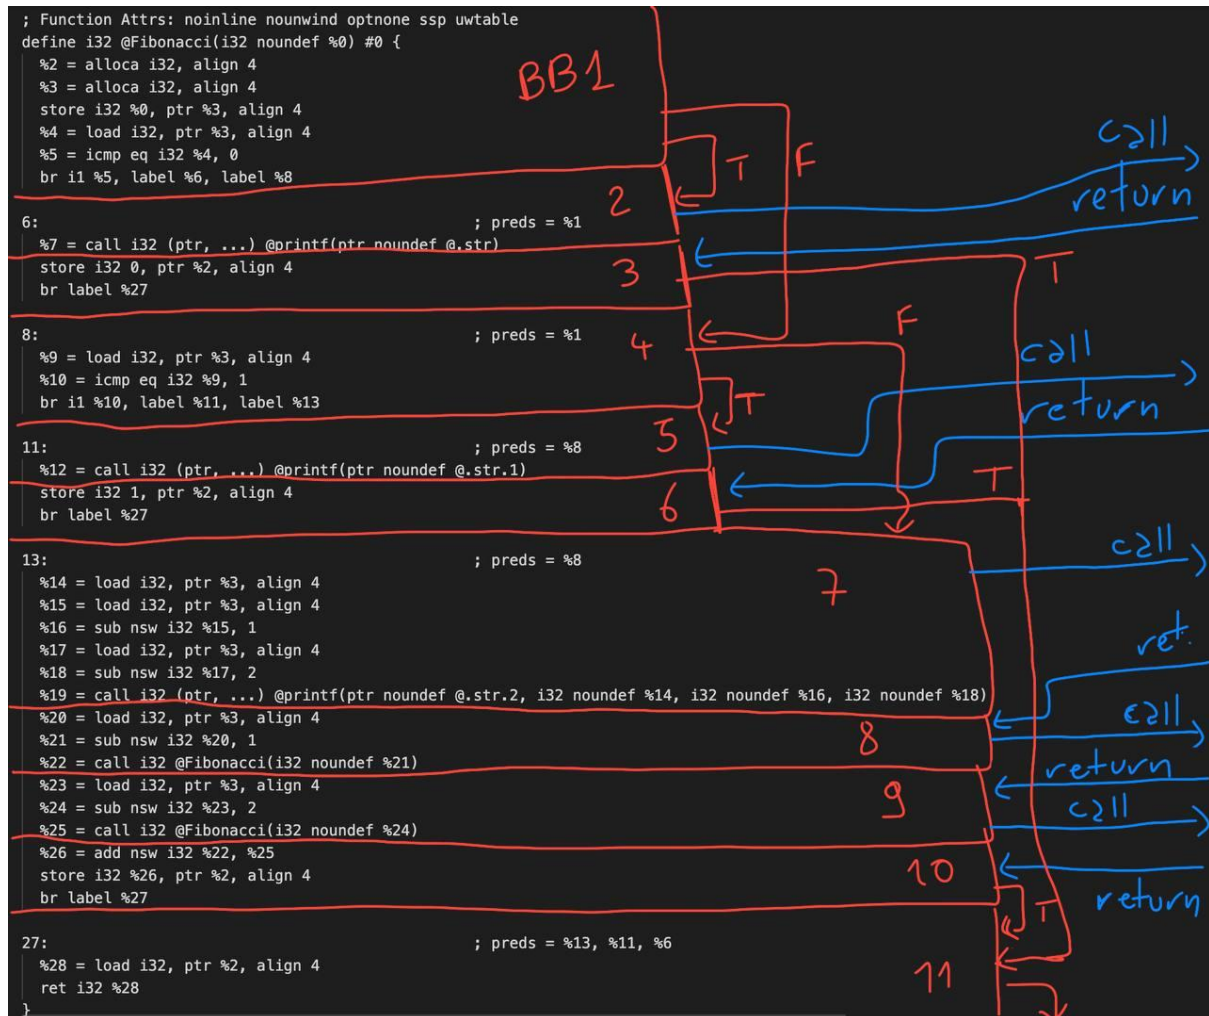 ; Function Attrs: noinline nounwind optnone ssp uwtable
define i32 @Fibonacci(i32 noundef %0) #0 {
%2 = alloca i32, align 4
%3 = alloca i32, align 4
BB1
store i32 %0, ptr %3, align 4
%4 = load i32, ptr %3, align 4
%5 = icmp eq i32 %4, 0
br i1 %5, label %6, label %8
T
F
call
return
2
6: ; preds = %1
%7 = call i32 (ptr, ...) @printf(ptr noundef @.str)
store i32 0, ptr %2, align 4
br label %27
3
T
8: ; preds = %1
4
F
%9 = load i32, ptr %3, align 4
%10 = icmp eq i32 %9, 1
br i1 %10, label %11, label %13
T
call
return
5
11: ; preds = %8
%12 = call i32 (ptr, ...) @printf(ptr noundef @.str.1)
store i32 1, ptr %2, align 4
br label %27
6
T
13: ; preds = %8
call
%14 = load i32, ptr %3, align 4
%15 = load i32, ptr %3, align 4
7
%16 = sub nsw i32 %15, 1
%17 = load i32, ptr %3, align 4
ret.
%18 = sub nsw i32 %17, 2
%19 = call i32 (ptr, ...) @printf(ptr noundef @.str.2, i32 noundef %14, i32 noundef %16, i32 noundef %18)
%20 = load i32, ptr %3, align 4
call
%21 = sub nsw i32 %20, 1
8
%22 = call i32 @Fibonacci(i32 noundef %21)
return
%23 = load i32, ptr %3, align 4
%24 = sub nsw i32 %23, 2
9
call
%25 = call i32 @Fibonacci(i32 noundef %24)
%26 = add nsw i32 %22, %25
store i32 %26, ptr %2, align 4
10
br label %27
T
return
27: ; preds = %13, %11, %6
%28 = load i32, ptr %2, align 4
11
ret i32 %28
}